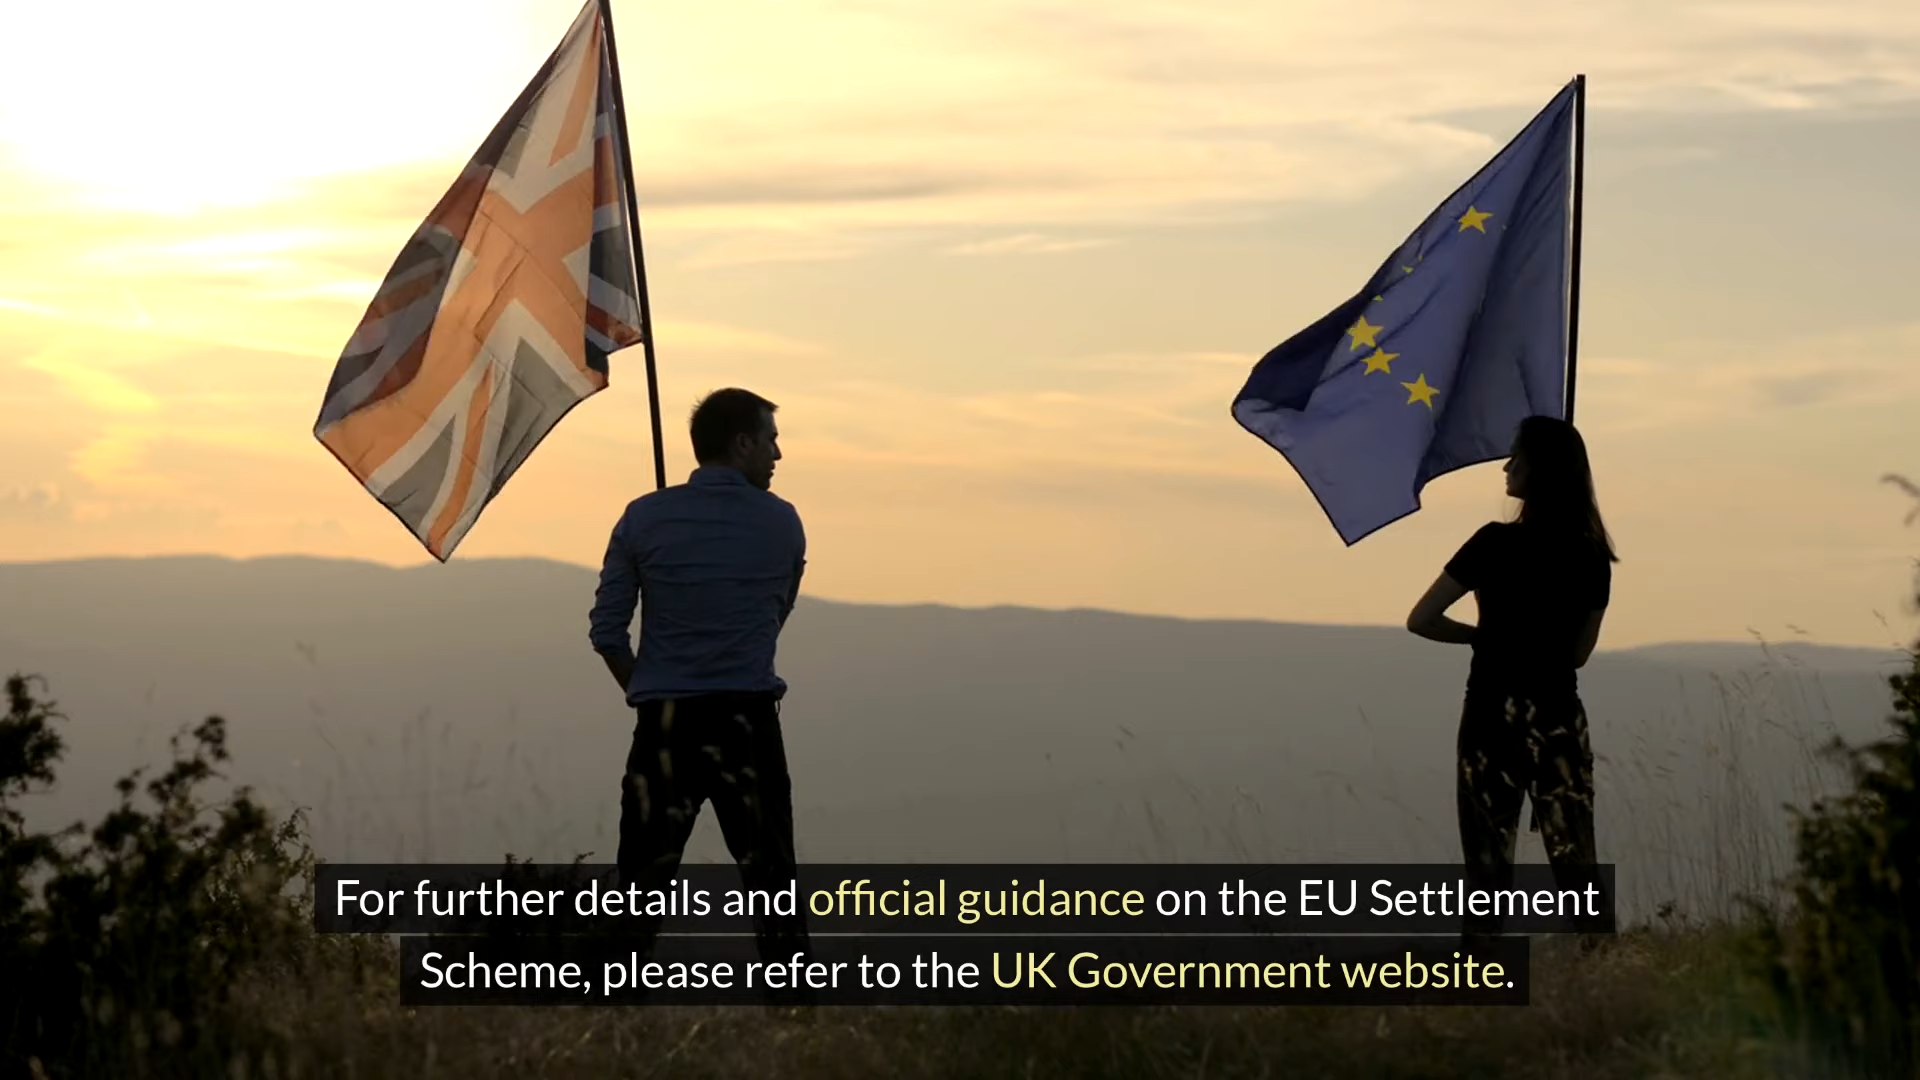 For further details and official guidance on the EU Settlement
Scheme, please refer to the UK Government website.